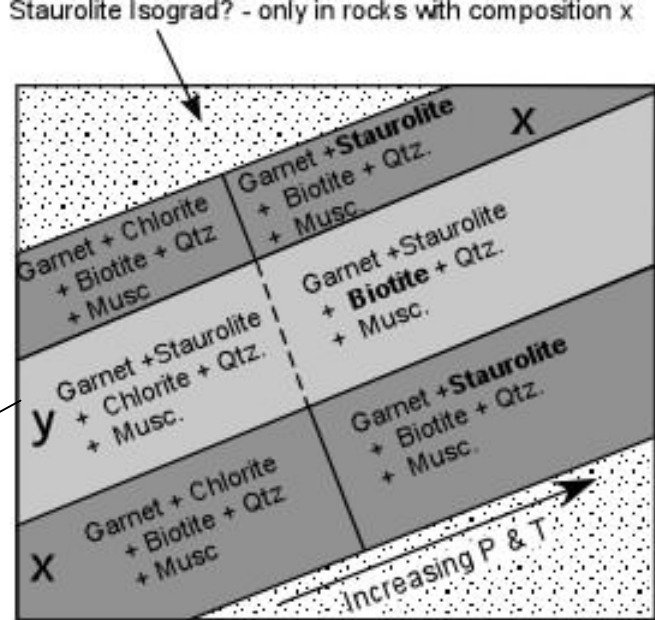 Staurolite Isograd? - only in rocks with composition x
Garnet +Staurolite
+ Biotite + Qtz.
+ Musc.
x
Garnet + Chlorite
+ Biotite + Qtz
+ Musc
Garnet +Staurolite
+ Biotite + Qtz.
+ Musc.
Garnet +Staurolite
+ Chlorite + Qtz.
+ Musc.
y
Garnet +Staurolite
+ Biotite + Qtz.
+ Musc.
Garnet + Chlorite
+ Biotite + Qtz
+ Musc
x
Increasing P & T